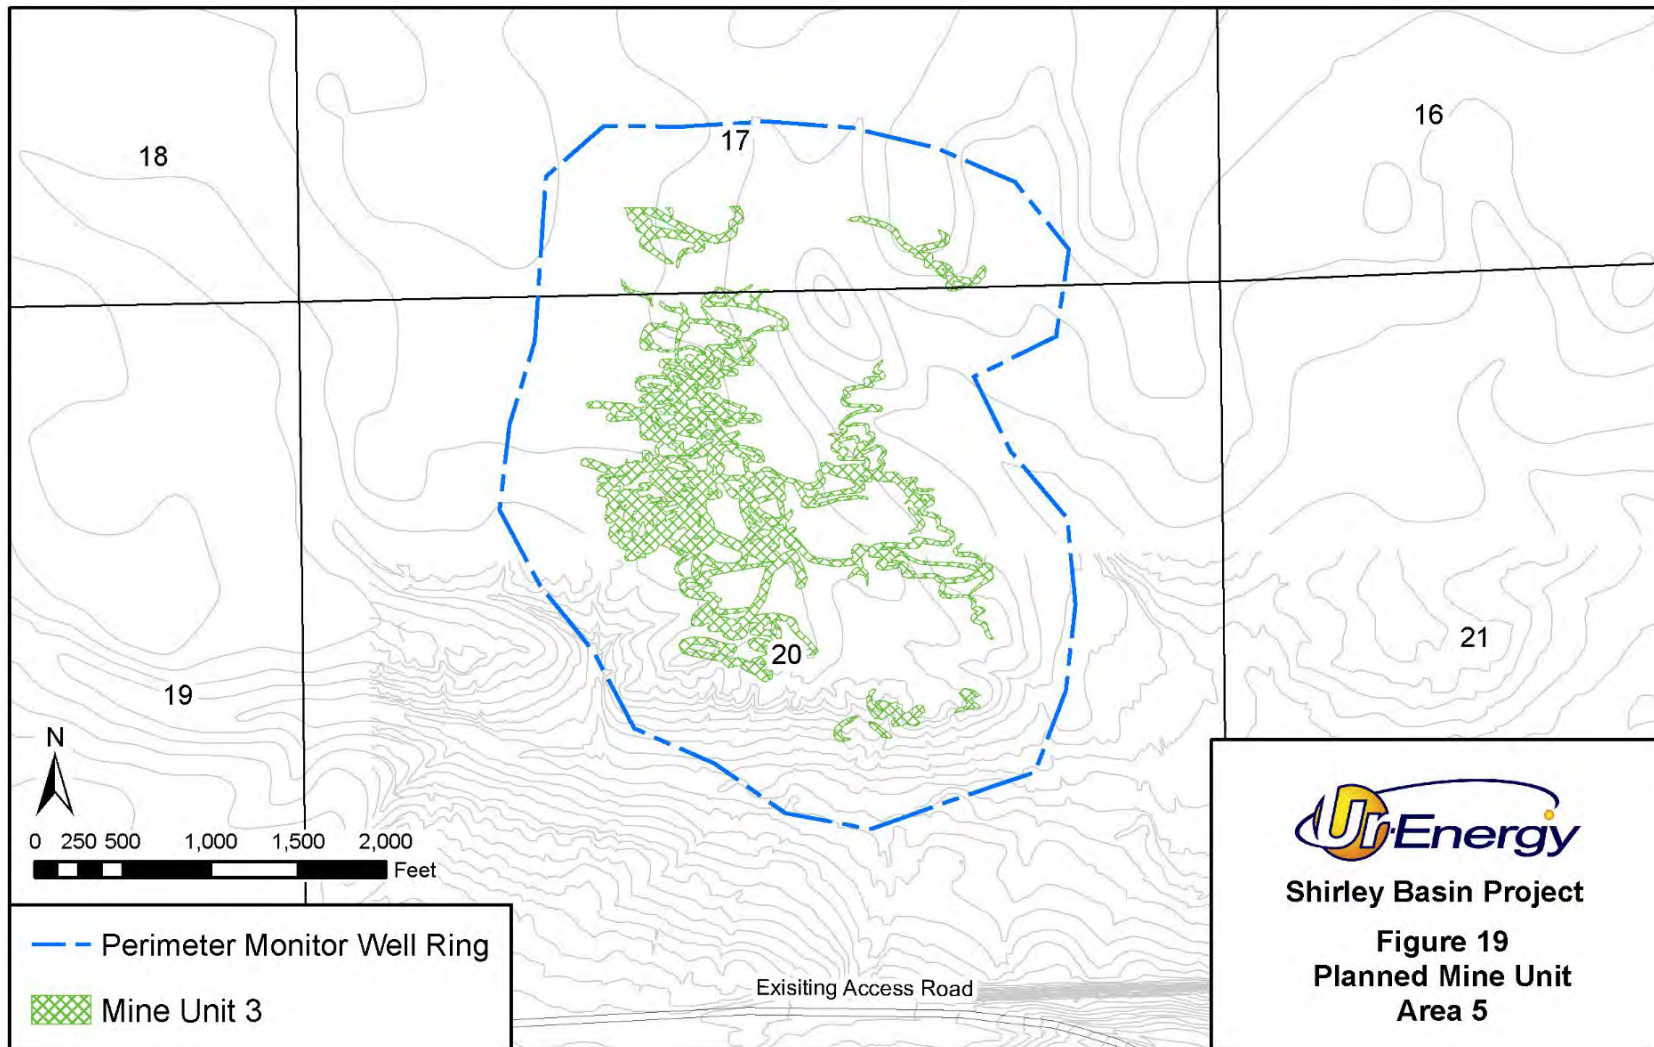 17
16
18
20
21
19
N
0 250 500 1,000 1,500 2,000
Feet
Perimeter Monitor Well Ring
Mine Unit 3
Exisiting Access Road
Ur-Energy
Shirley Basin Project
Figure 19
Planned Mine Unit
Area 5